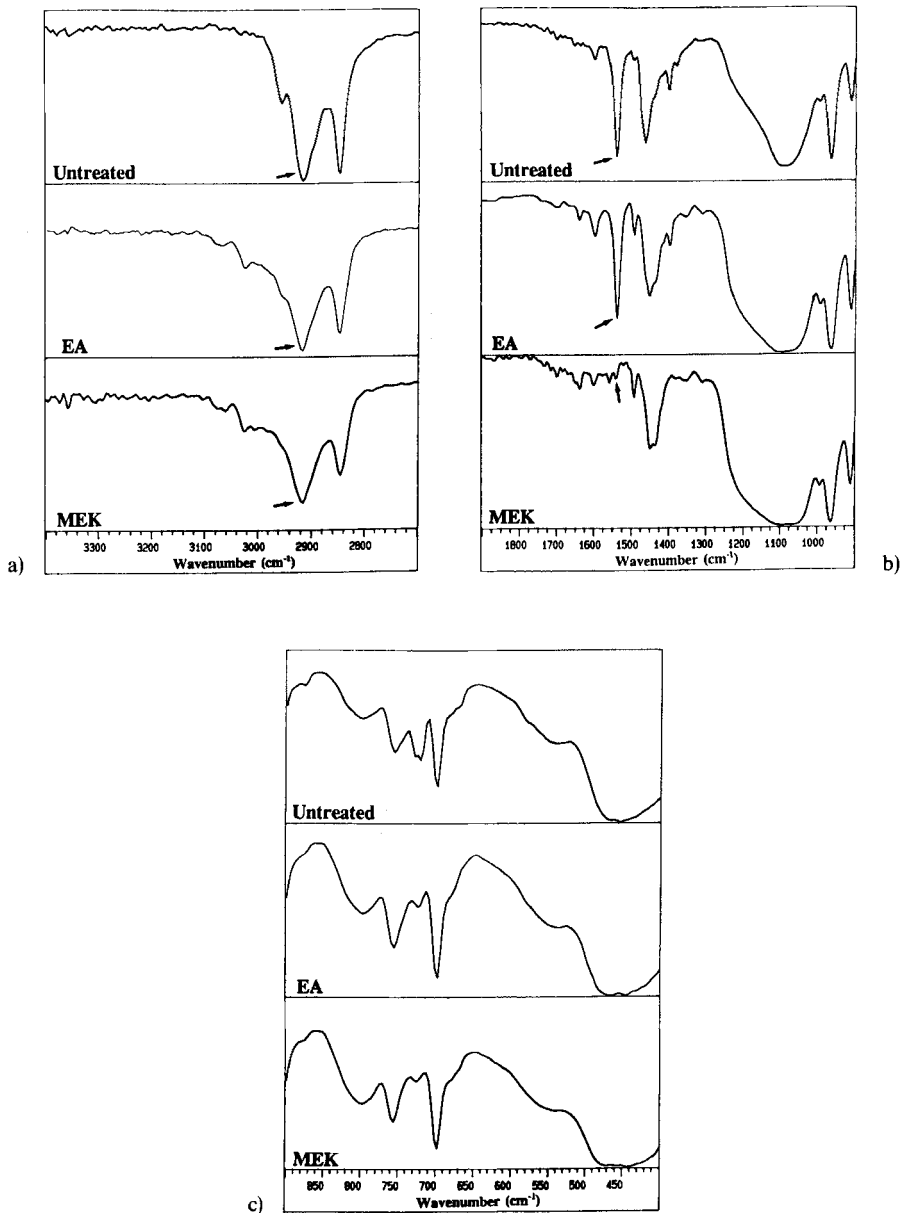 Untreated
EA
MEK
3300 3200 3100 3000 2900 2800
Wavenumber (cm⁻¹)
a)
Untreated
EA
MEK
1800 1700 1600 1500 1400 1300 1200 1100 1000
Wavenumber (cm⁻¹)
b)
Untreated
EA
MEK
850 800 750 700 650 600 550 500 450
Wavenumber (cm⁻¹)
c)